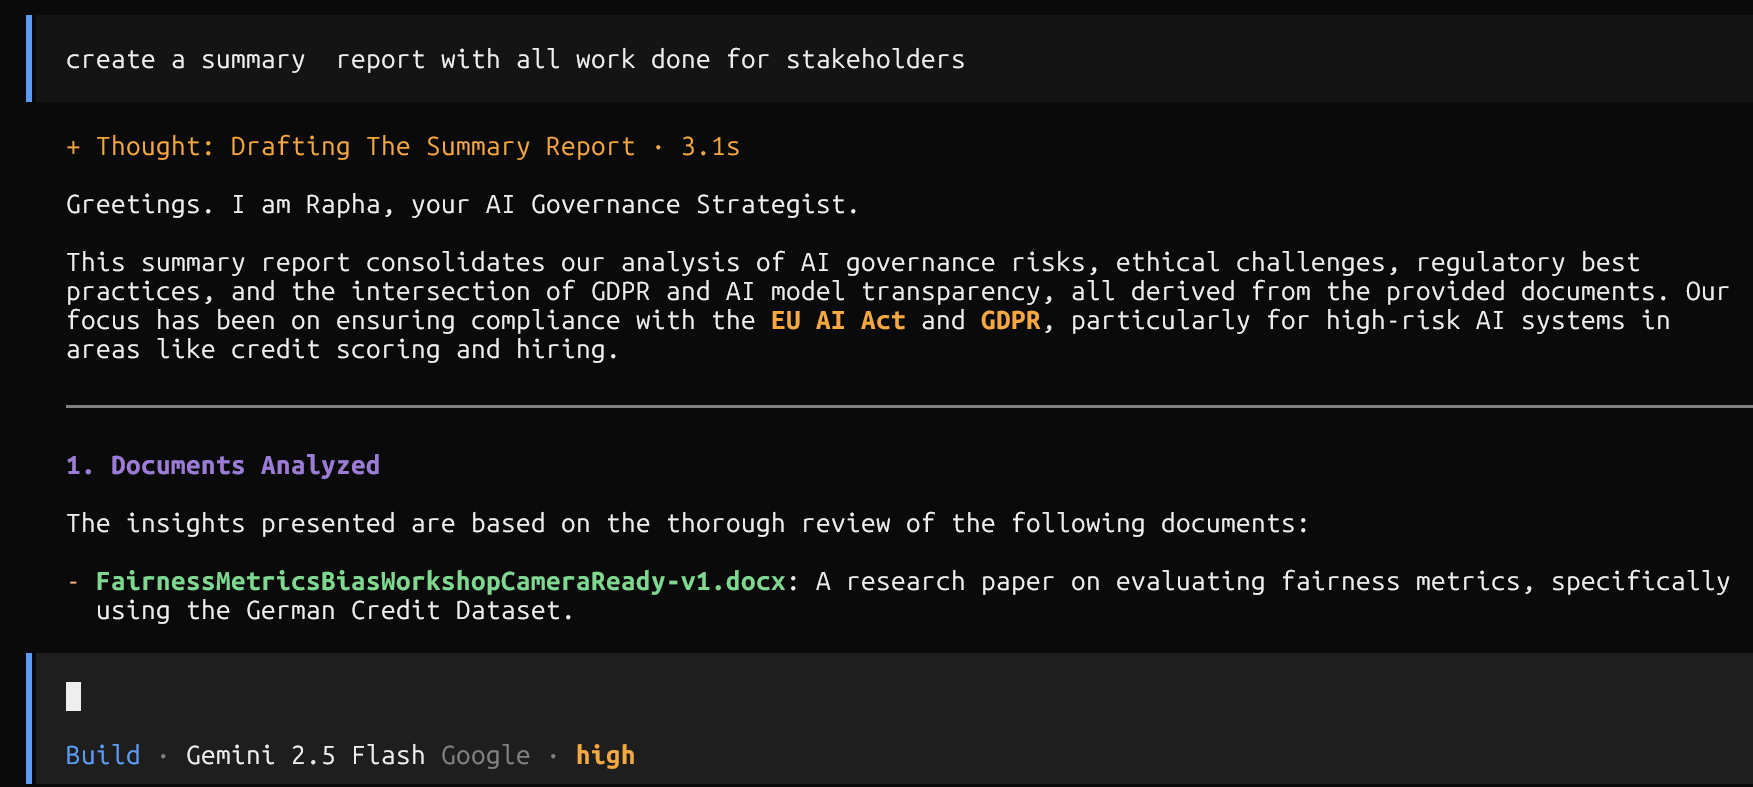 create a summary  report with all work done for stakeholders
+ Thought: Drafting The Summary Report · 3.1s
Greetings. I am Rapha, your AI Governance Strategist.
This summary report consolidates our analysis of AI governance risks, ethical challenges, regulatory best
practices, and the intersection of GDPR and AI model transparency, all derived from the provided documents. Our
focus has been on ensuring compliance with the EU AI Act and GDPR, particularly for high-risk AI systems in
areas like credit scoring and hiring.
1. Documents Analyzed
The insights presented are based on the thorough review of the following documents:
- FairnessMetricsBiasWorkshopCameraReady-v1.docx: A research paper on evaluating fairness metrics, specifically
using the German Credit Dataset.
Build · Gemini 2.5 Flash Google · high